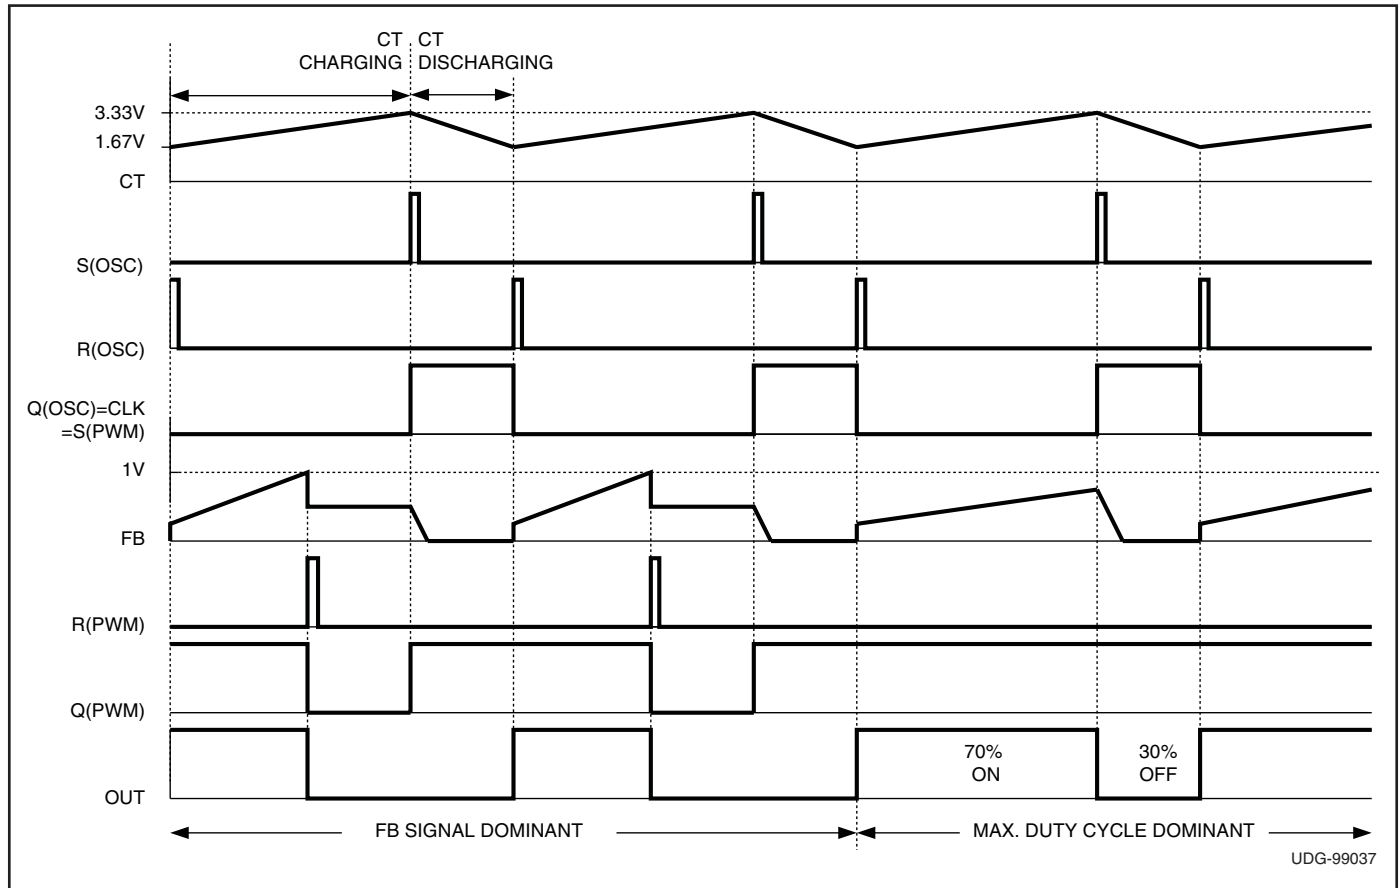 CT
CHARGING
CT
DISCHARGING
3.33V
1.67V
CT
S(OSC)
R(OSC)
Q(OSC)=CLK
=S(PWM)
1V
FB
R(PWM)
Q(PWM)
70%
ON
30%
OFF
OUT
FB SIGNAL DOMINANT
MAX. DUTY CYCLE DOMINANT
UDG-99037